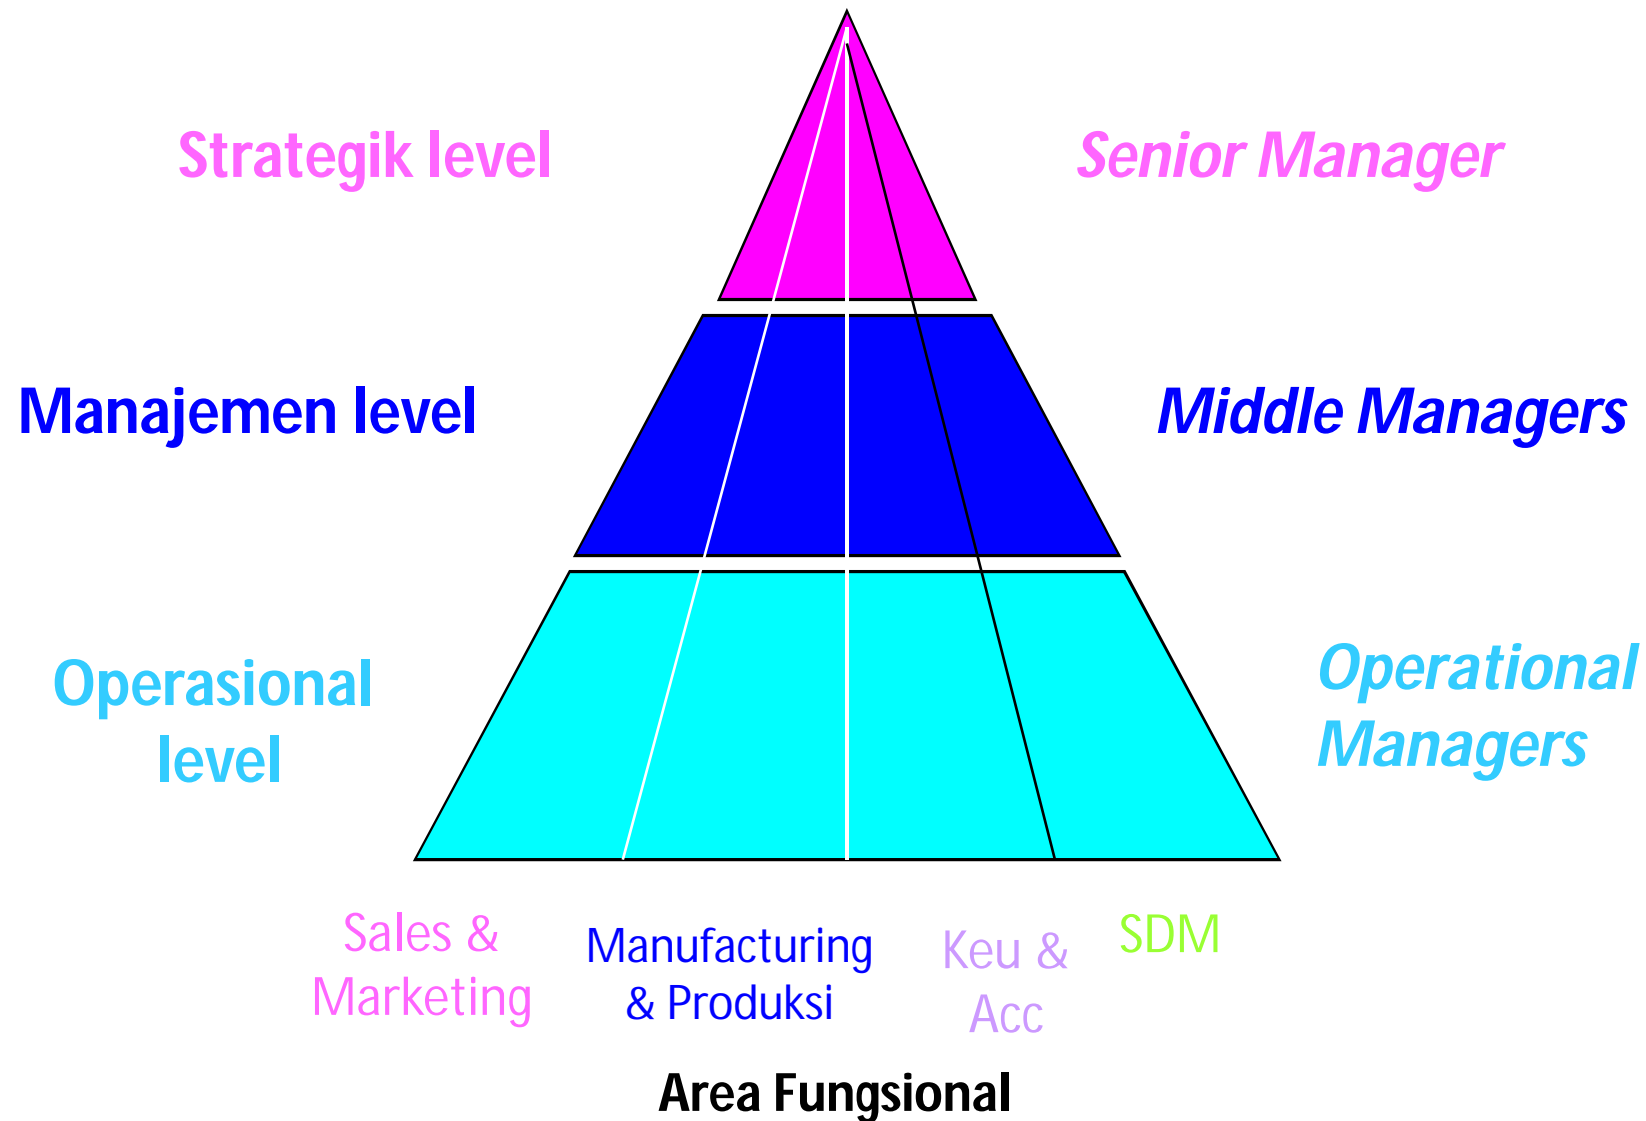 Strategik level
Senior Manager
Manajemen level
Middle Managers
Operasional
level
Operational
Managers
Sales &
Marketing
Manufacturing
& Produksi
Keu &
Acc
SDM
Area Fungsional